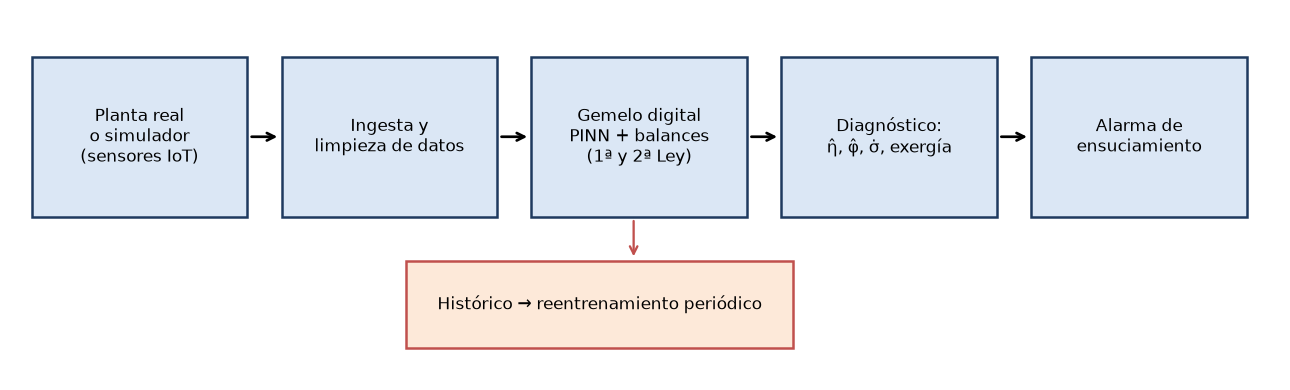 Planta real
o simulador
(sensores IoT)
Ingesta y
limpieza de datos
Gemelo digital
PINN + balances
(1ª y 2ª Ley)
Diagnóstico:
η̂, φ̂, σ̇, exergía
Alarma de
ensuciamiento
Histórico → reentrenamiento periódico